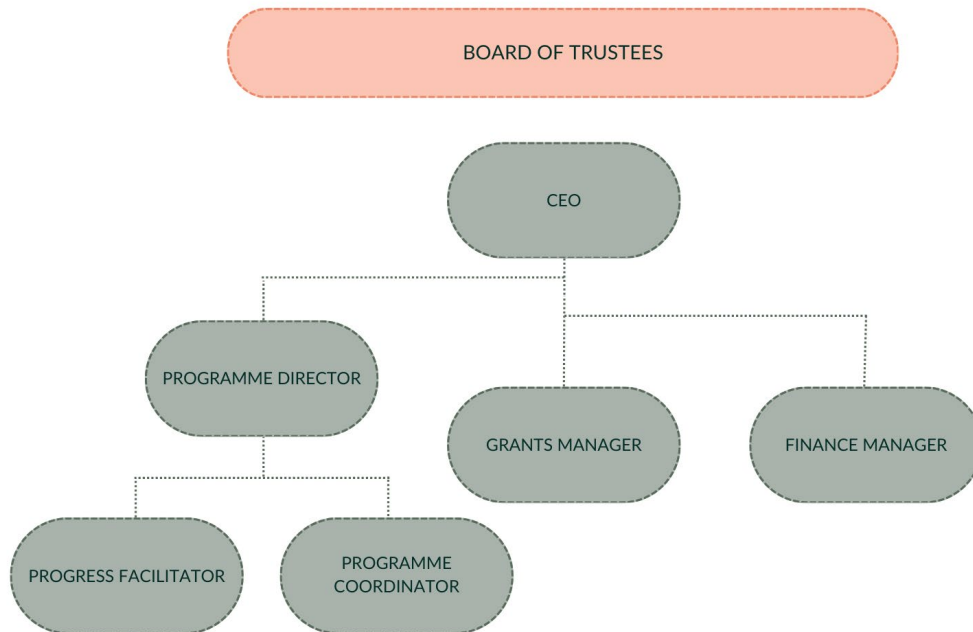 BOARD OF TRUSTEES
CEO
PROGRAMME DIRECTOR
GRANTS MANAGER
FINANCE MANAGER
PROGRESS FACILITATOR
PROGRAMME
COORDINATOR